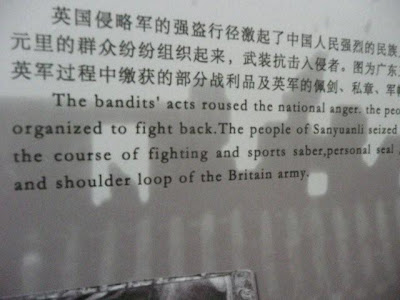 英国侵略军的强盗行径激起了中国人民强烈的民族
元里的群众纷纷组织起来，武装抗击入侵者。图为广东
英军过程中缴获的部分战利品及英军的佩剑、私章、军
The bandits' acts roused the national anger. the peo
organized to fight back.The people of Sanyuanli seized
the course of fighting and sports saber,personal seal
and shoulder loop of the Britain army.